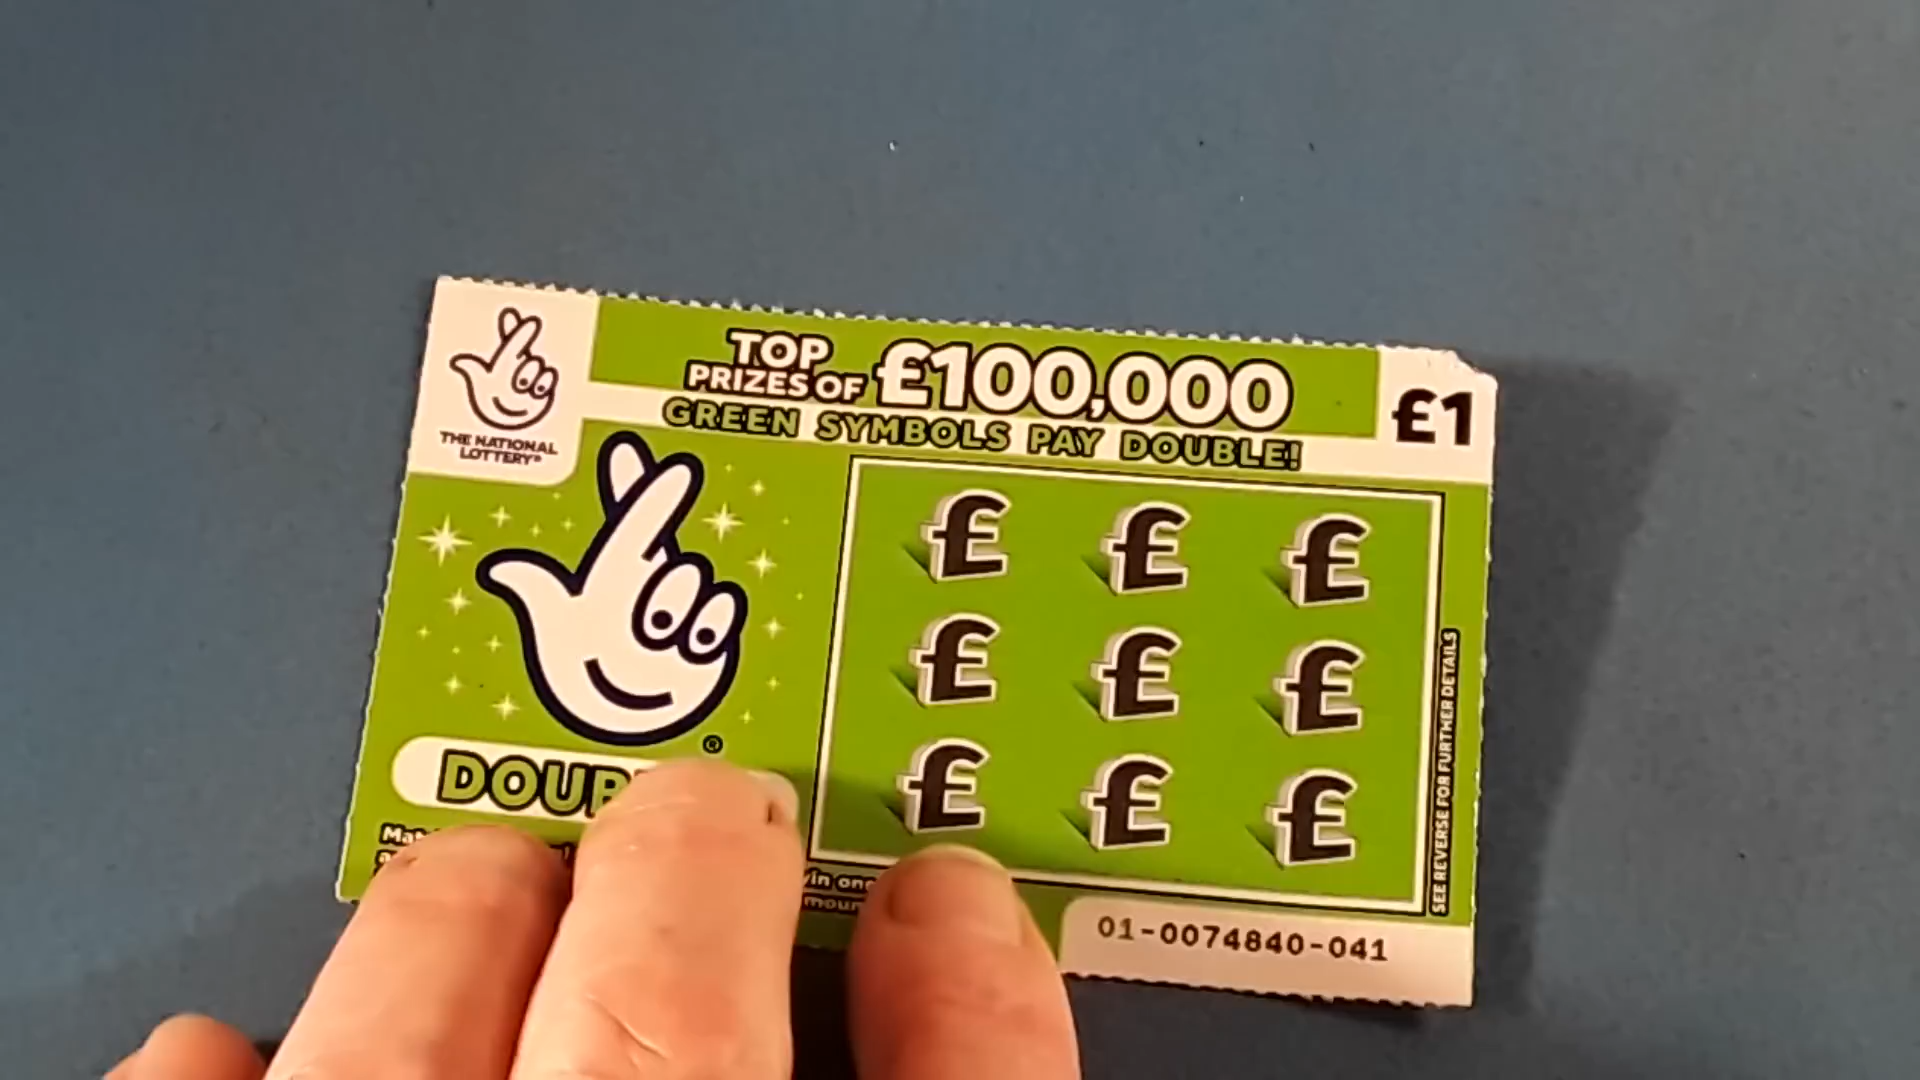 THE NATIONAL
LOTTERY®
TOP
PRIZES OF £100,000
£1
GREEN SYMBOLS PAY DOUBLE!
£ £ £
£ £ £
£ £ £
®
SEE REVERSE FOR FURTHER DETAILS
01-0074840-041